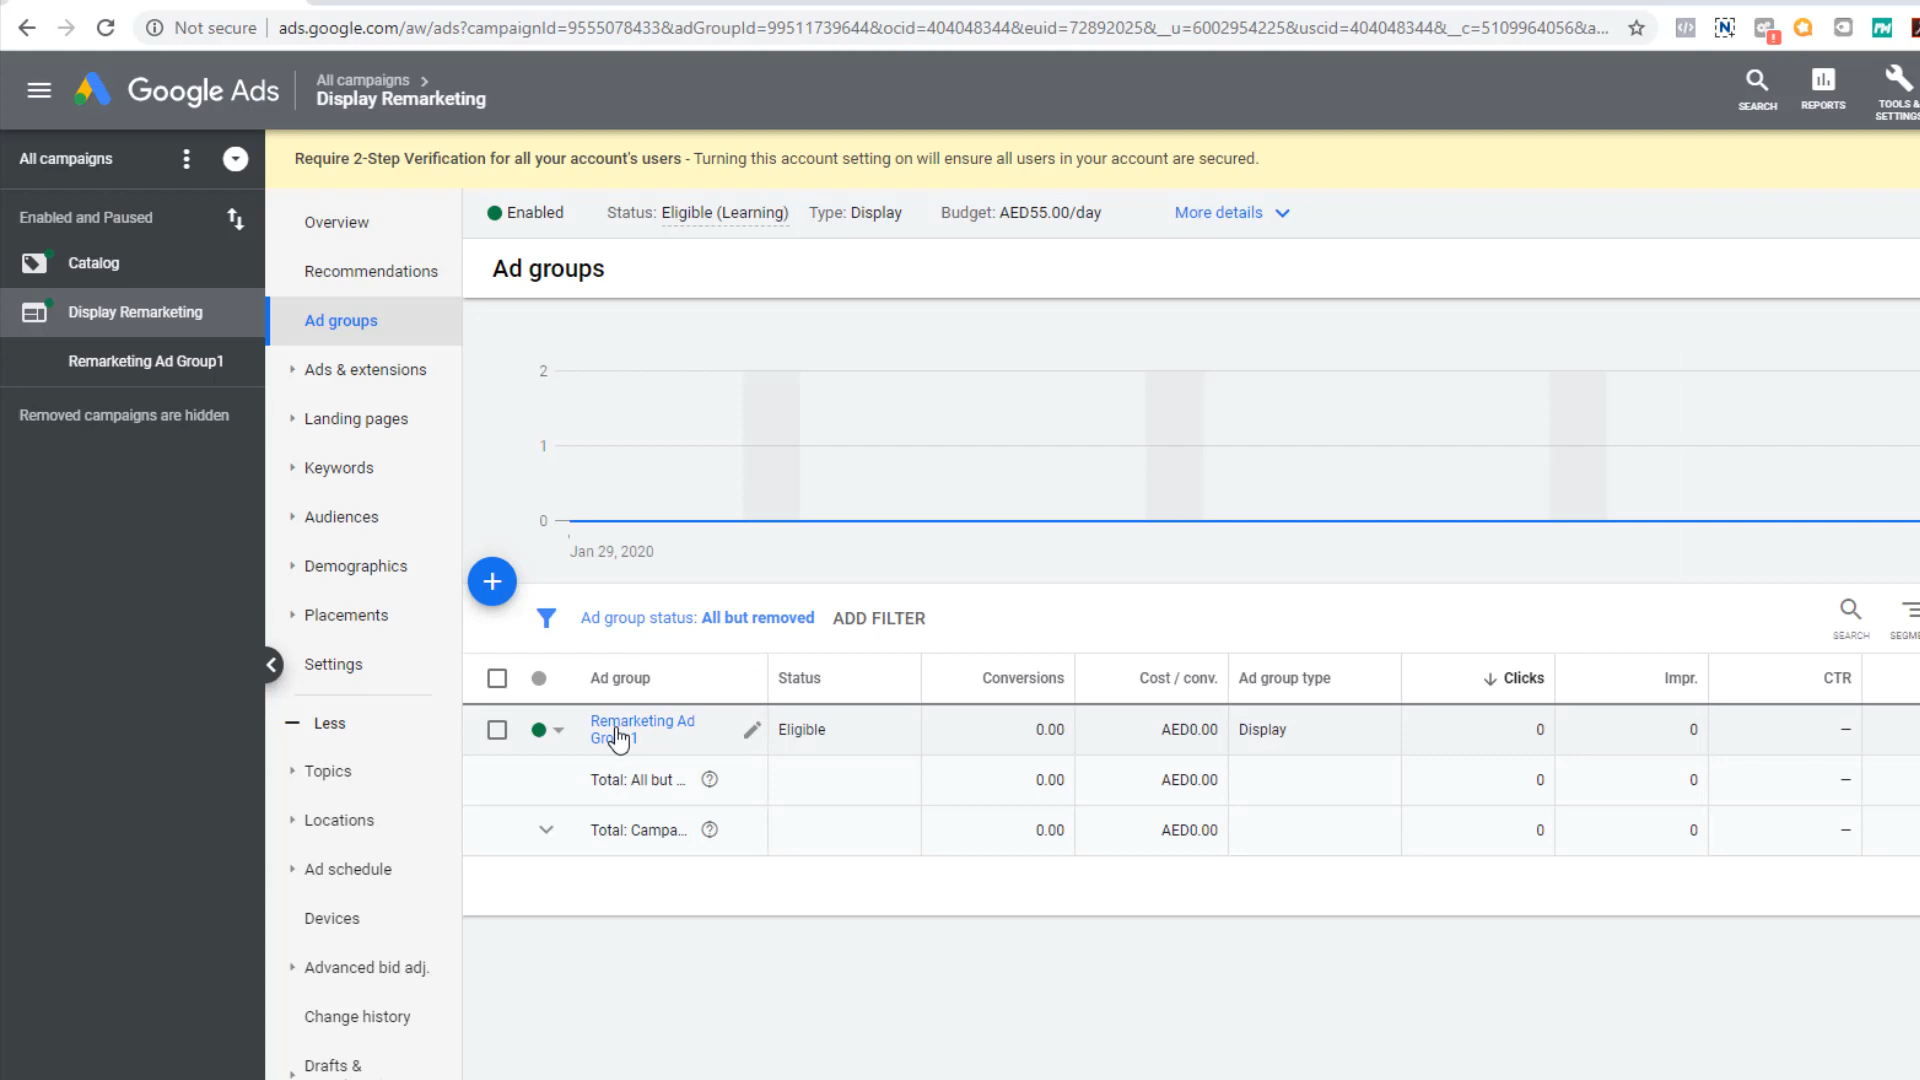 Not secure
ads.google.com/aw/ads?campaignId=9555078433&adGroupId=99511739644&ocid=404048344&euid=72892025&__u=6002954225&uscid=404048344&__c=5109964056&a...
Google Ads
All campaigns
Display Remarketing
SEARCH
REPORTS
TOOLS &
SETTINGS
All campaigns
Require 2-Step Verification for all your account's users - Turning this account setting on will ensure all users in your account are secured.
Enabled and Paused
Catalog
Display Remarketing
Remarketing Ad Group1
Removed campaigns are hidden
Overview
Recommendations
Ad groups
Ads & extensions
Landing pages
Keywords
Audiences
Demographics
Placements
Settings
Less
Topics
Locations
Ad schedule
Devices
Advanced bid adj.
Change history
Drafts &
Enabled
Status: Eligible (Learning)
Type: Display
Budget: AED55.00/day
More details
Ad groups
2
1
0
Jan 29, 2020
Ad group status: All but removed
ADD FILTER
SEARCH
SEGME
Ad group
Status
Conversions
Cost / conv.
Ad group type
Clicks
Impr.
CTR
Remarketing Ad
Group1
Eligible
0.00
AED0.00
Display
0
0
–
Total: All but ...
0.00
AED0.00
0
0
–
Total: Campa...
0.00
AED0.00
0
0
–